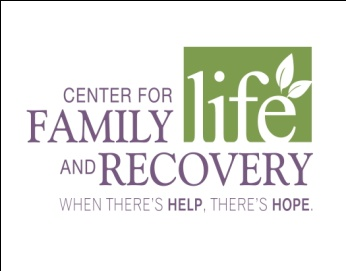 CENTER FOR
FAMILY life
AND RECOVERY
WHEN THERE'S HELP, THERE'S HOPE.